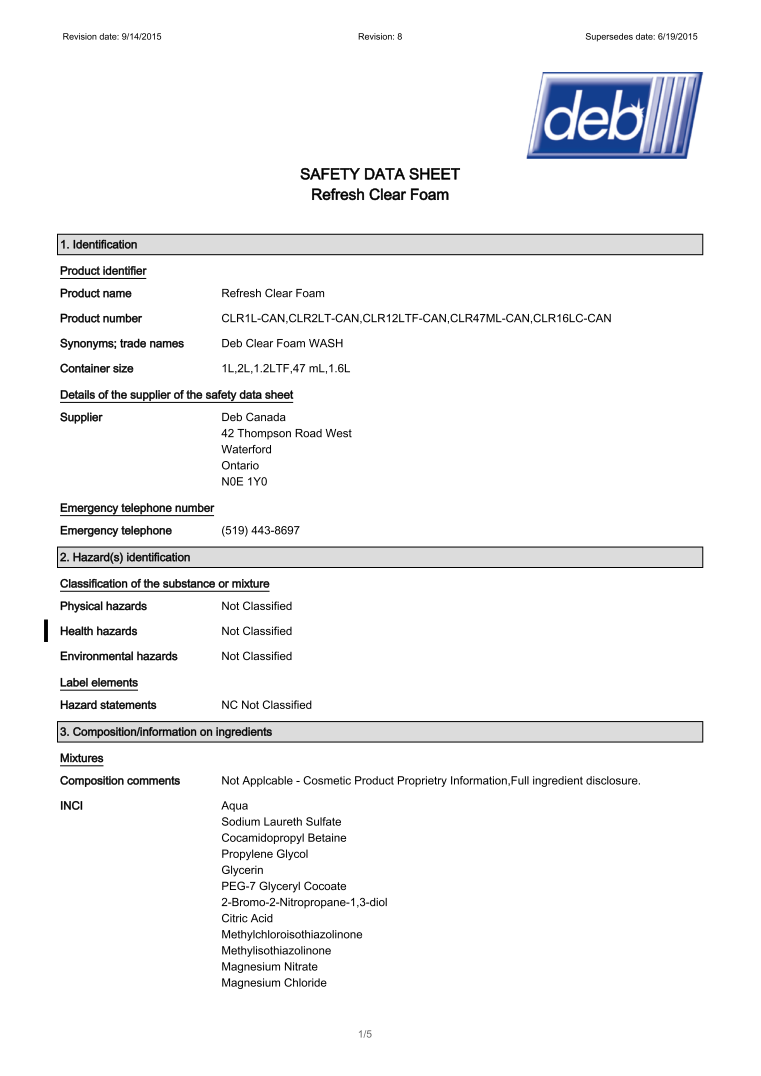 Revision date: 9/14/2015 Revision: 8 Supersedes date: 6/19/2015
deb
SAFETY DATA SHEET
Refresh Clear Foam
1. Identification
Product identifier
Product name Refresh Clear Foam
Product number CLR1L-CAN,CLR2LT-CAN,CLR12LTF-CAN,CLR47ML-CAN,CLR16LC-CAN
Synonyms; trade names Deb Clear Foam WASH
Container size 1L,2L,1.2LTF,47 mL,1.6L
Details of the supplier of the safety data sheet
Supplier Deb Canada
42 Thompson Road West
Waterford
Ontario
N0E 1Y0
Emergency telephone number
Emergency telephone (519) 443-8697
2. Hazard(s) identification
Classification of the substance or mixture
Physical hazards Not Classified
Health hazards Not Classified
Environmental hazards Not Classified
Label elements
Hazard statements NC Not Classified
3. Composition/information on ingredients
Mixtures
Composition comments Not Applcable - Cosmetic Product Proprietry Information,Full ingredient disclosure.
INCI Aqua
Sodium Laureth Sulfate
Cocamidopropyl Betaine
Propylene Glycol
Glycerin
PEG-7 Glyceryl Cocoate
2-Bromo-2-Nitropropane-1,3-diol
Citric Acid
Methylchloroisothiazolinone
Methylisothiazolinone
Magnesium Nitrate
Magnesium Chloride
1/5